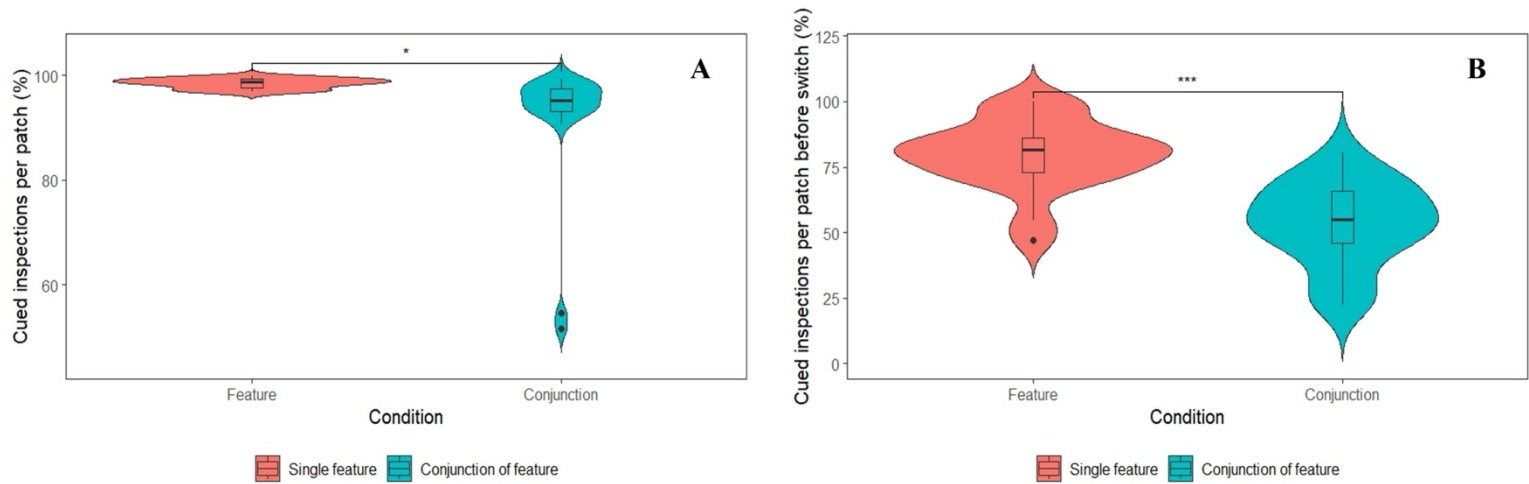 Cued inspections per patch (%)
100
80
60
*
A
Feature
Conjunction
Condition
Single feature
Conjunction of feature
Cued inspections per patch before switch (%)
125
100
75
50
25
0
***
B
Feature
Conjunction
Condition
Single feature
Conjunction of feature